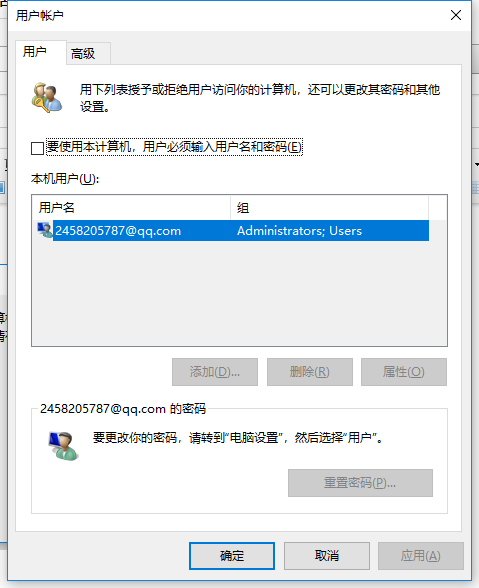 用户帐户
用户
高级
用下列表授予或拒绝用户访问你的计算机，还可以更改其密码和其他
设置。
要使用本计算机，用户必须输入用户名和密码(E)
本机用户(U):
用户名 组
2458205787@qq.com Administrators; Users
添加(D)... 删除(R) 属性(O)
2458205787@qq.com 的密码
要更改你的密码，请转到“电脑设置”，然后选择“用户”。
重置密码(P)...
确定 取消 应用(A)